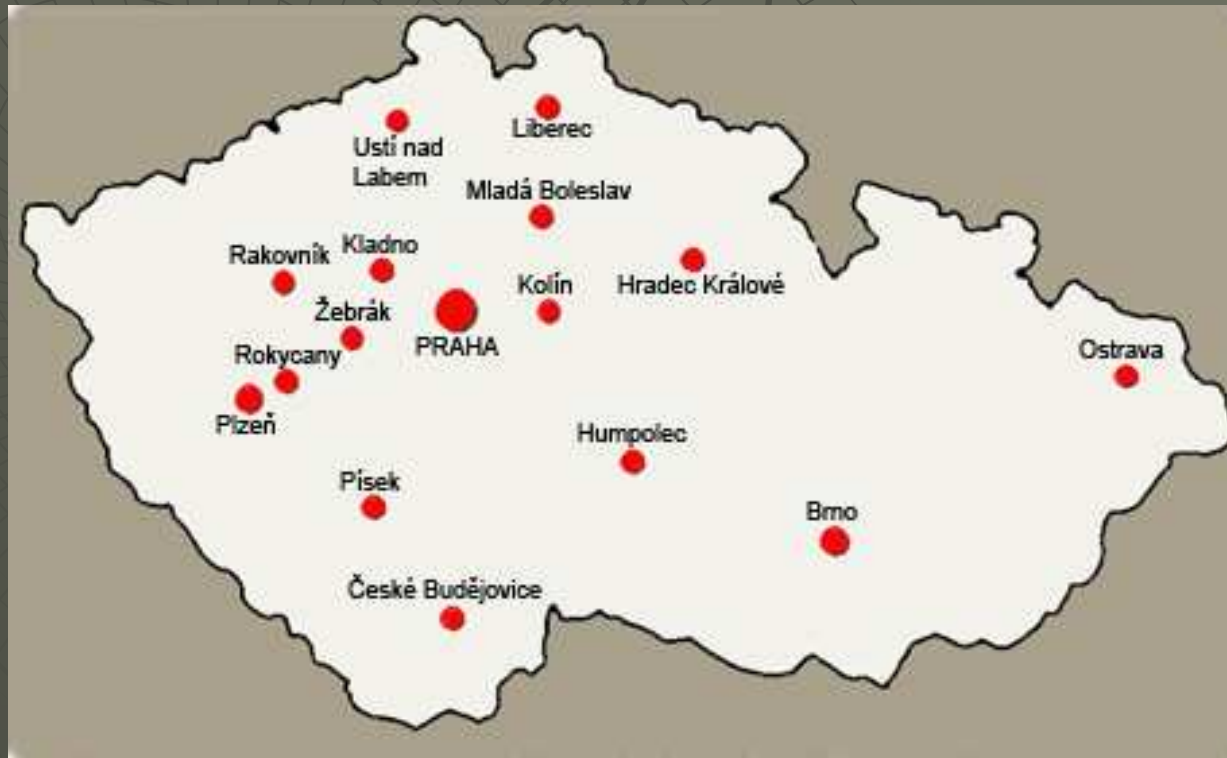 Liberec
Ustí nad
Labem
Mladá Boleslav
Kladno
Rakovník
Kolín
Hradec Králové
Žebrák
PRAHA
Rokycany
Ostrava
Plzeň
Humpolec
Písek
Brno
České Budějovice